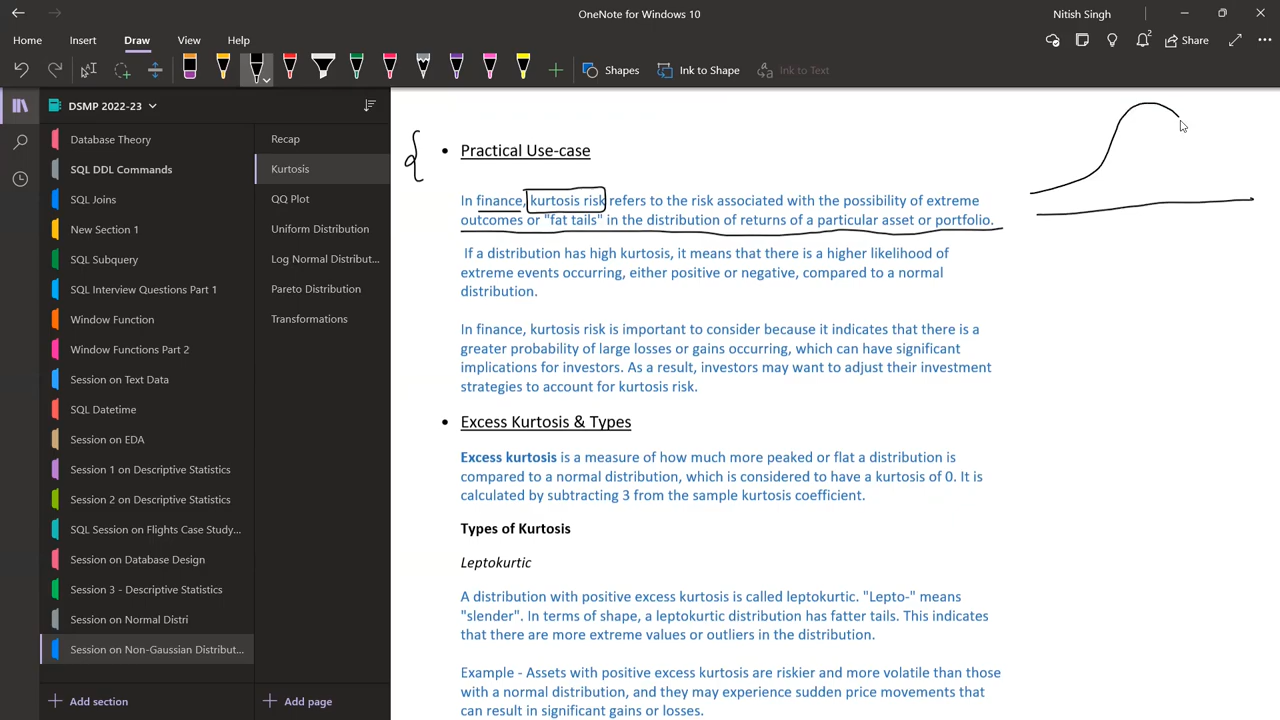 OneNote for Windows 10
Nitish Singh
Home
Insert
Draw
View
Help
2
Share
Shapes
Ink to Shape
Ink to Text
DSMP 2022-23
Database Theory
SQL DDL Commands
SQL Joins
New Section 1
SQL Subquery
SQL Interview Questions Part 1
Window Function
Window Functions Part 2
Session on Text Data
SQL Datetime
Session on EDA
Session 1 on Descriptive Statistics
Session 2 on Descriptive Statistics
SQL Session on Flights Case Study...
Session on Database Design
Session 3 - Descriptive Statistics
Session on Normal Distri
Session on Non-Gaussian Distribut...
Add section
Recap
Kurtosis
QQ Plot
Uniform Distribution
Log Normal Distribut...
Pareto Distribution
Transformations
Add page
• Practical Use-case
In finance, kurtosis risk refers to the risk associated with the possibility of extreme
outcomes or "fat tails" in the distribution of returns of a particular asset or portfolio.
If a distribution has high kurtosis, it means that there is a higher likelihood of
extreme events occurring, either positive or negative, compared to a normal
distribution.
In finance, kurtosis risk is important to consider because it indicates that there is a
greater probability of large losses or gains occurring, which can have significant
implications for investors. As a result, investors may want to adjust their investment
strategies to account for kurtosis risk.
• Excess Kurtosis & Types
Excess kurtosis is a measure of how much more peaked or flat a distribution is
compared to a normal distribution, which is considered to have a kurtosis of 0. It is
calculated by subtracting 3 from the sample kurtosis coefficient.
Types of Kurtosis
Leptokurtic
A distribution with positive excess kurtosis is called leptokurtic. "Lepto-" means
"slender". In terms of shape, a leptokurtic distribution has fatter tails. This indicates
that there are more extreme values or outliers in the distribution.
Example - Assets with positive excess kurtosis are riskier and more volatile than those
with a normal distribution, and they may experience sudden price movements that
can result in significant gains or losses.